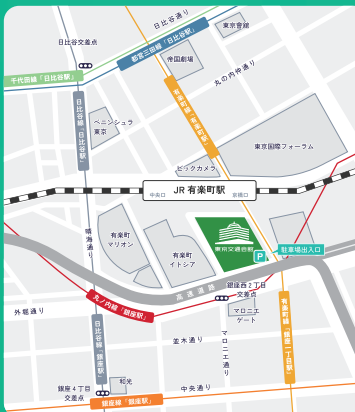 日比谷通り
東京會舘
日比谷交差点
都営三田線「日比谷駅」
帝国劇場
丸の内仲通り
千代田線「日比谷駅」
有楽町線「有楽町駅」
日比谷線「日比谷駅」
ペニンシュラ
東京
東京国際フォーラム
ビックカメラ
中央口
JR 有楽町駅
京橋口
晴海通り
有楽町
マリオン
有楽町
イトシア
東京交通会館
P
駐車場出入口
高速道路
丸ノ内線「銀座駅」
銀座西2丁目
交差点
外堀通り
マロニエ
ゲート
有楽町線「銀座一丁目駅」
日比谷線「銀座駅」
並木通り
マロニエ通り
和光
中央通り
銀座4丁目
交差点
銀座線「銀座駅」